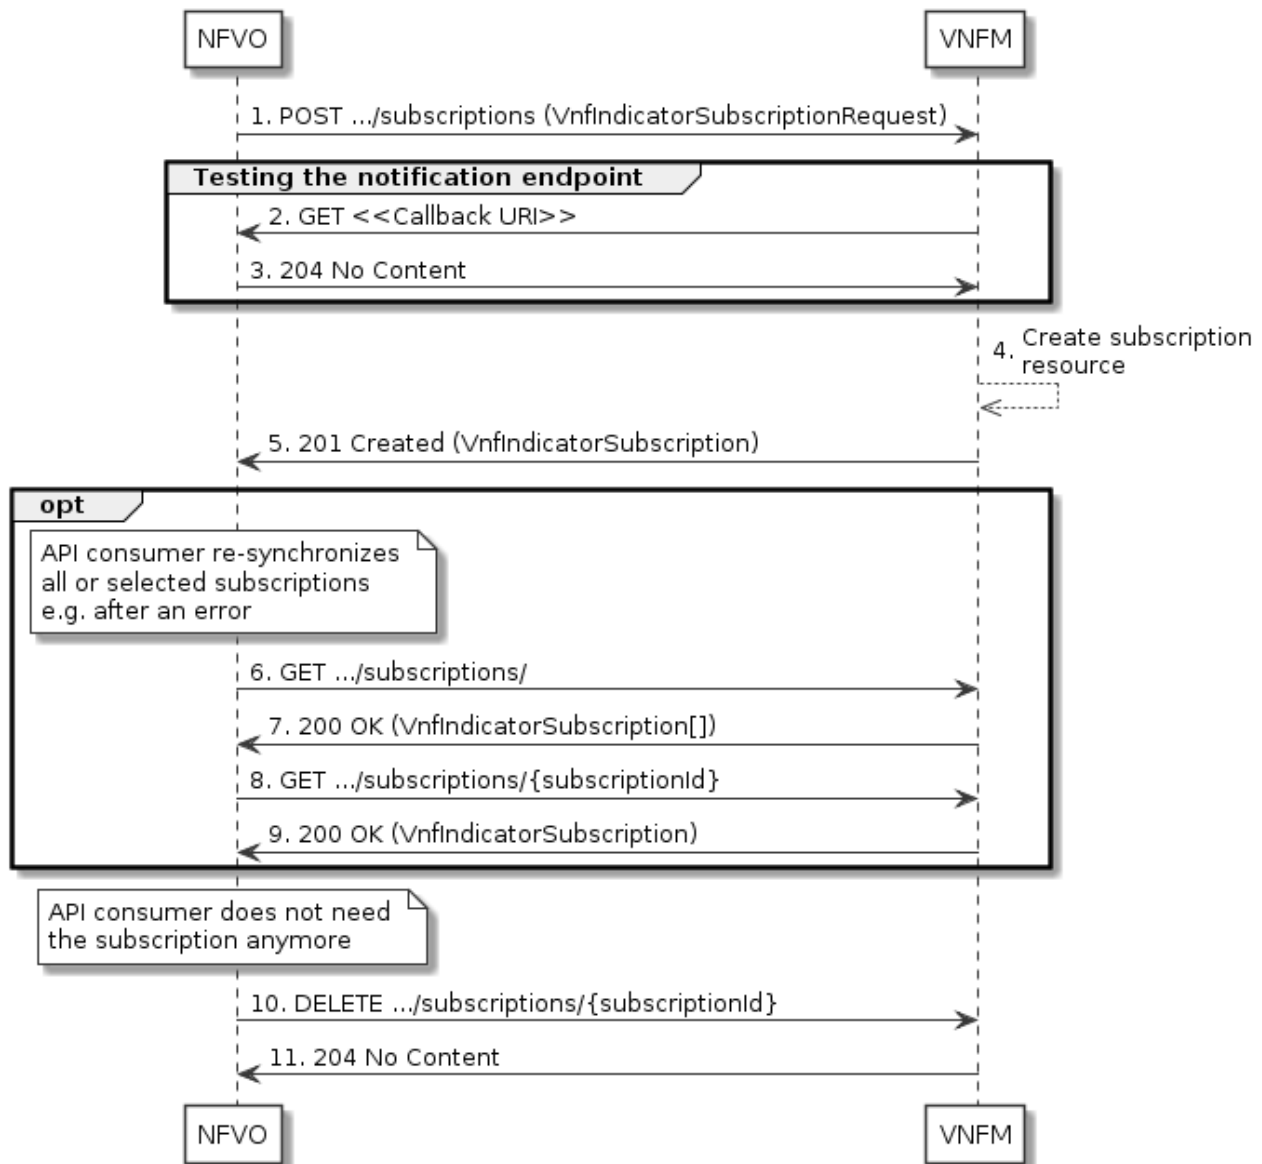 NFVO
VNFM
1. POST .../subscriptions (VnfIndicatorSubscriptionRequest)
Testing the notification endpoint
2. GET <<Callback URI>>
3. 204 No Content
4. Create subscription
resource
5. 201 Created (VnfIndicatorSubscription)
opt
API consumer re-synchronizes
all or selected subscriptions
e.g. after an error
6. GET .../subscriptions/
7. 200 OK (VnfIndicatorSubscription[])
8. GET .../subscriptions/{subscriptionId}
9. 200 OK (VnfIndicatorSubscription)
API consumer does not need
the subscription anymore
10. DELETE .../subscriptions/{subscriptionId}
11. 204 No Content
NFVO
VNFM